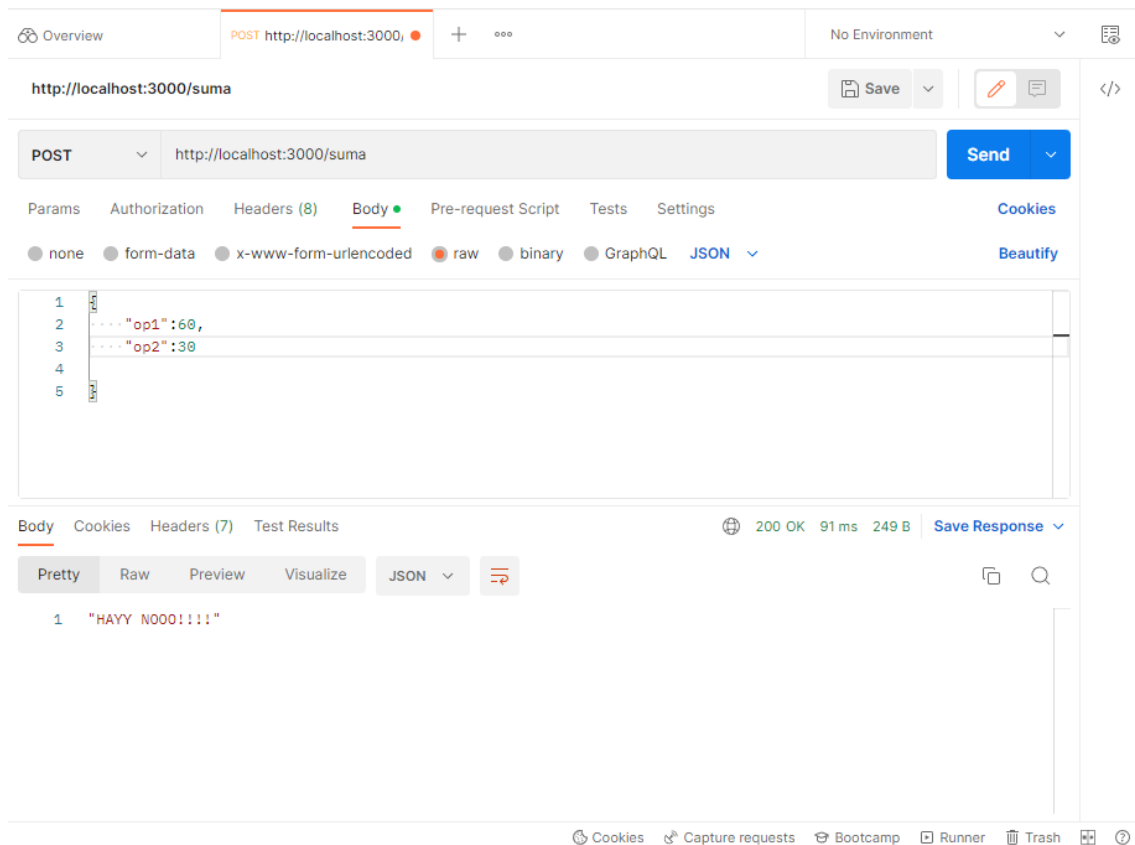 Overview
POST http://localhost:3000/
No Environment
http://localhost:3000/suma
Save
</>
POST http://localhost:3000/suma Send
Params Authorization Headers (8) Body Pre-request Script Tests Settings Cookies
none form-data x-www-form-urlencoded raw binary GraphQL JSON Beautify
1 {
2 "op1":60,
3 "op2":30
4
5 }
Body Cookies Headers (7) Test Results 200 OK 91 ms 249 B Save Response
Pretty Raw Preview Visualize JSON
1 "HAYY NOOO!!!!"
Cookies Capture requests Bootcamp Runner Trash